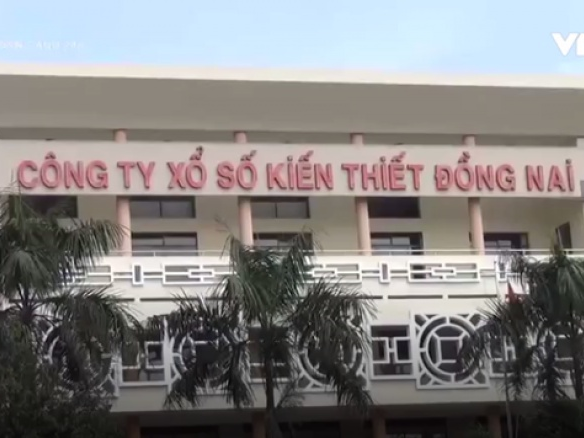 CÔNG TY XỔ SỐ KIẾN THIẾT ĐỒNG NAI